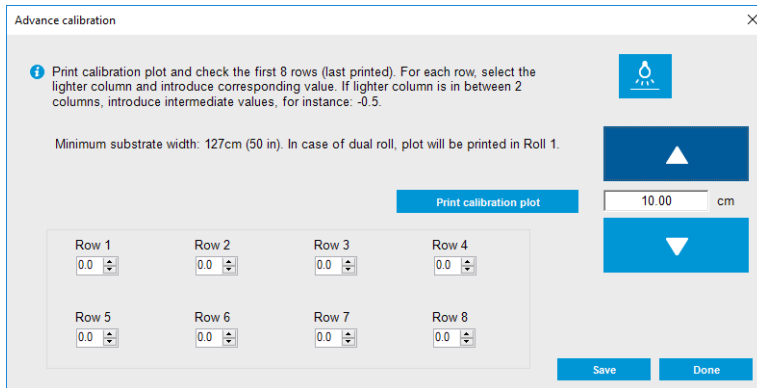 Advance calibration
Print calibration plot and check the first 8 rows (last printed). For each row, select the
lighter column and introduce corresponding value. If lighter column is in between 2
columns, introduce intermediate values, for instance: -0.5.
Minimum substrate width: 127cm (50 in). In case of dual roll, plot will be printed in Roll 1.
Print calibration plot
10.00 cm
Row 1 Row 2 Row 3 Row 4
0.0 0.0 0.0 0.0
Row 5 Row 6 Row 7 Row 8
0.0 0.0 0.0 0.0
Save Done